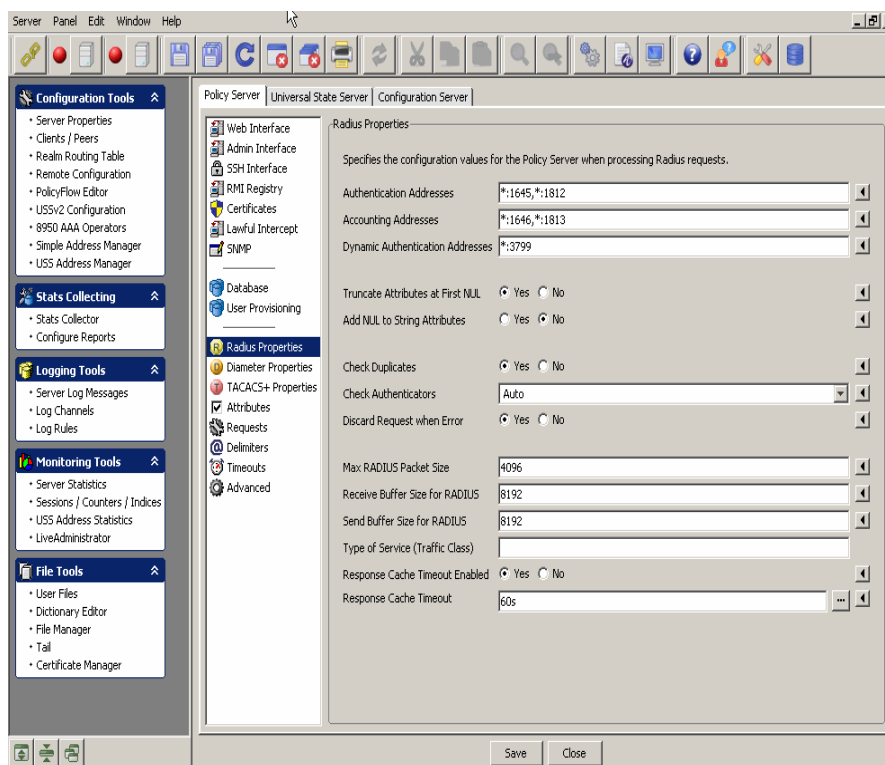 Server Panel Edit Window Help
Configuration Tools
Server Properties
Clients / Peers
Realm Routing Table
Remote Configuration
PolicyFlow Editor
USSv2 Configuration
8950 AAA Operators
Simple Address Manager
USS Address Manager
Stats Collecting
Stats Collector
Configure Reports
Logging Tools
Server Log Messages
Log Channels
Log Rules
Monitoring Tools
Server Statistics
Sessions / Counters / Indices
USS Address Statistics
LiveAdministrator
File Tools
User Files
Dictionary Editor
File Manager
Tail
Certificate Manager
Policy Server Universal State Server Configuration Server
Web Interface
Admin Interface
SSH Interface
RMI Registry
Certificates
Lawful Intercept
SNMP
Database
User Provisioning
R Radius Properties
D Diameter Properties
T TACACS+ Properties
Attributes
Requests
@ Delimiters
Timeouts
Advanced
Radius Properties
Specifies the configuration values for the Policy Server when processing Radius requests.
Authentication Addresses *:1645,*:1812
Accounting Addresses *:1646,*:1813
Dynamic Authentication Addresses *:3799
Truncate Attributes at First NUL Yes No
Add NUL to String Attributes Yes No
Check Duplicates Yes No
Check Authenticators Auto
Discard Request when Error Yes No
Max RADIUS Packet Size 4096
Receive Buffer Size for RADIUS 8192
Send Buffer Size for RADIUS 8192
Type of Service (Traffic Class)
Response Cache Timeout Enabled Yes No
Response Cache Timeout 60s ...
Save Close